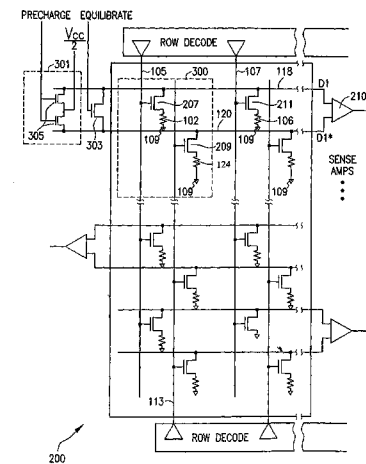 PRECHARGE EQUILIBRATE
VCC
2
ROW DECODE
301
105
300
107
118
D1
210
207
211
102
120
106
305
303
109
209
109
D1*
124
SENSE
AMPS
109
109
113
200
ROW DECODE